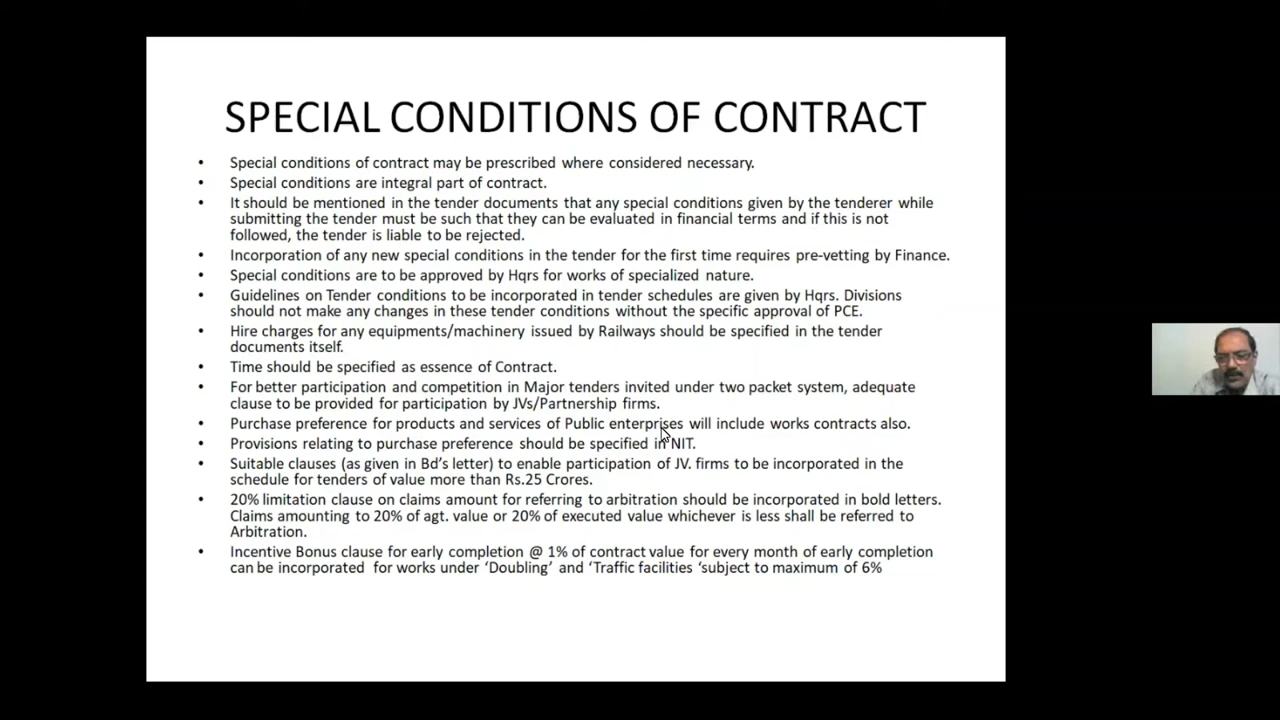 SPECIAL CONDITIONS OF CONTRACT
• Special conditions of contract may be prescribed where considered necessary.
• Special conditions are integral part of contract.
• It should be mentioned in the tender documents that any special conditions given by the tenderer while
submitting the tender must be such that they can be evaluated in financial terms and if this is not
followed, the tender is liable to be rejected.
• Incorporation of any new special conditions in the tender for the first time requires pre-vetting by Finance.
• Special conditions are to be approved by Hqrs for works of specialized nature.
• Guidelines on Tender conditions to be incorporated in tender schedules are given by Hqrs. Divisions
should not make any changes in these tender conditions without the specific approval of PCE.
• Hire charges for any equipments/machinery issued by Railways should be specified in the tender
documents itself.
• Time should be specified as essence of Contract.
• For better participation and competition in Major tenders invited under two packet system, adequate
clause to be provided for participation by JVs/Partnership firms.
• Purchase preference for products and services of Public enterprises will include works contracts also.
• Provisions relating to purchase preference should be specified in NIT.
• Suitable clauses (as given in Bd's letter) to enable participation of JV. firms to be incorporated in the
schedule for tenders of value more than Rs.25 Crores.
• 20% limitation clause on claims amount for referring to arbitration should be incorporated in bold letters.
Claims amounting to 20% of agt. value or 20% of executed value whichever is less shall be referred to
Arbitration.
• Incentive Bonus clause for early completion @ 1% of contract value for every month of early completion
can be incorporated for works under ‘Doubling’ and ‘Traffic facilities ‘subject to maximum of 6%